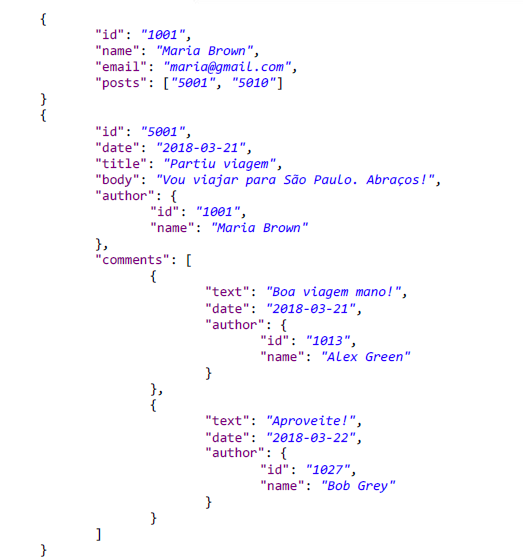 {
"id": "1001",
"name": "Maria Brown",
"email": "maria@gmail.com",
"posts": ["5001", "5010"]
}
{
"id": "5001",
"date": "2018-03-21",
"title": "Partiu viagem",
"body": "Vou viajar para São Paulo. Abraços!",
"author": {
"id": "1001",
"name": "Maria Brown"
},
"comments": [
{
"text": "Boa viagem mano!",
"date": "2018-03-21",
"author": {
"id": "1013",
"name": "Alex Green"
}
},
{
"text": "Aproveite!",
"date": "2018-03-22",
"author": {
"id": "1027",
"name": "Bob Grey"
}
}
]
}